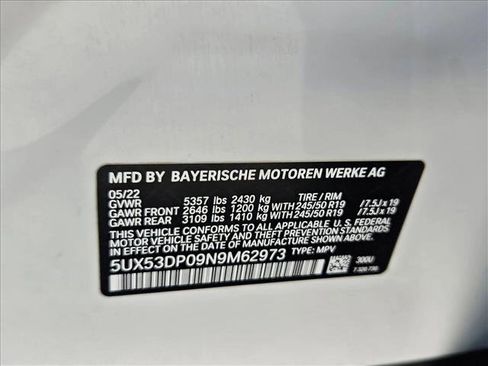 MFD BY BAYERISCHE MOTOREN WERKE AG
05/22
GVWR 5357 lbs 2430 kg TIRE / RIM
GAWR FRONT 2646 lbs 1200 kg WITH 245/50 R19 / 7.5J x 19
GAWR REAR 3109 lbs 1410 kg WITH 245/50 R19 / 7.5J x 19
THIS VEHICLE CONFORMS TO ALL APPLICABLE U.S. FEDERAL
MOTOR VEHICLE SAFETY, BUMPER, AND THEFT PREVENTION STANDARDS
IN EFFECT ON THE DATE OF MANUFACTURE SHOWN ABOVE.
5UX53DP09N9M62973 TYPE: MPV
300U